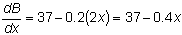 dB/dx = 37 − 0.2(2x) = 37 − 0.4x